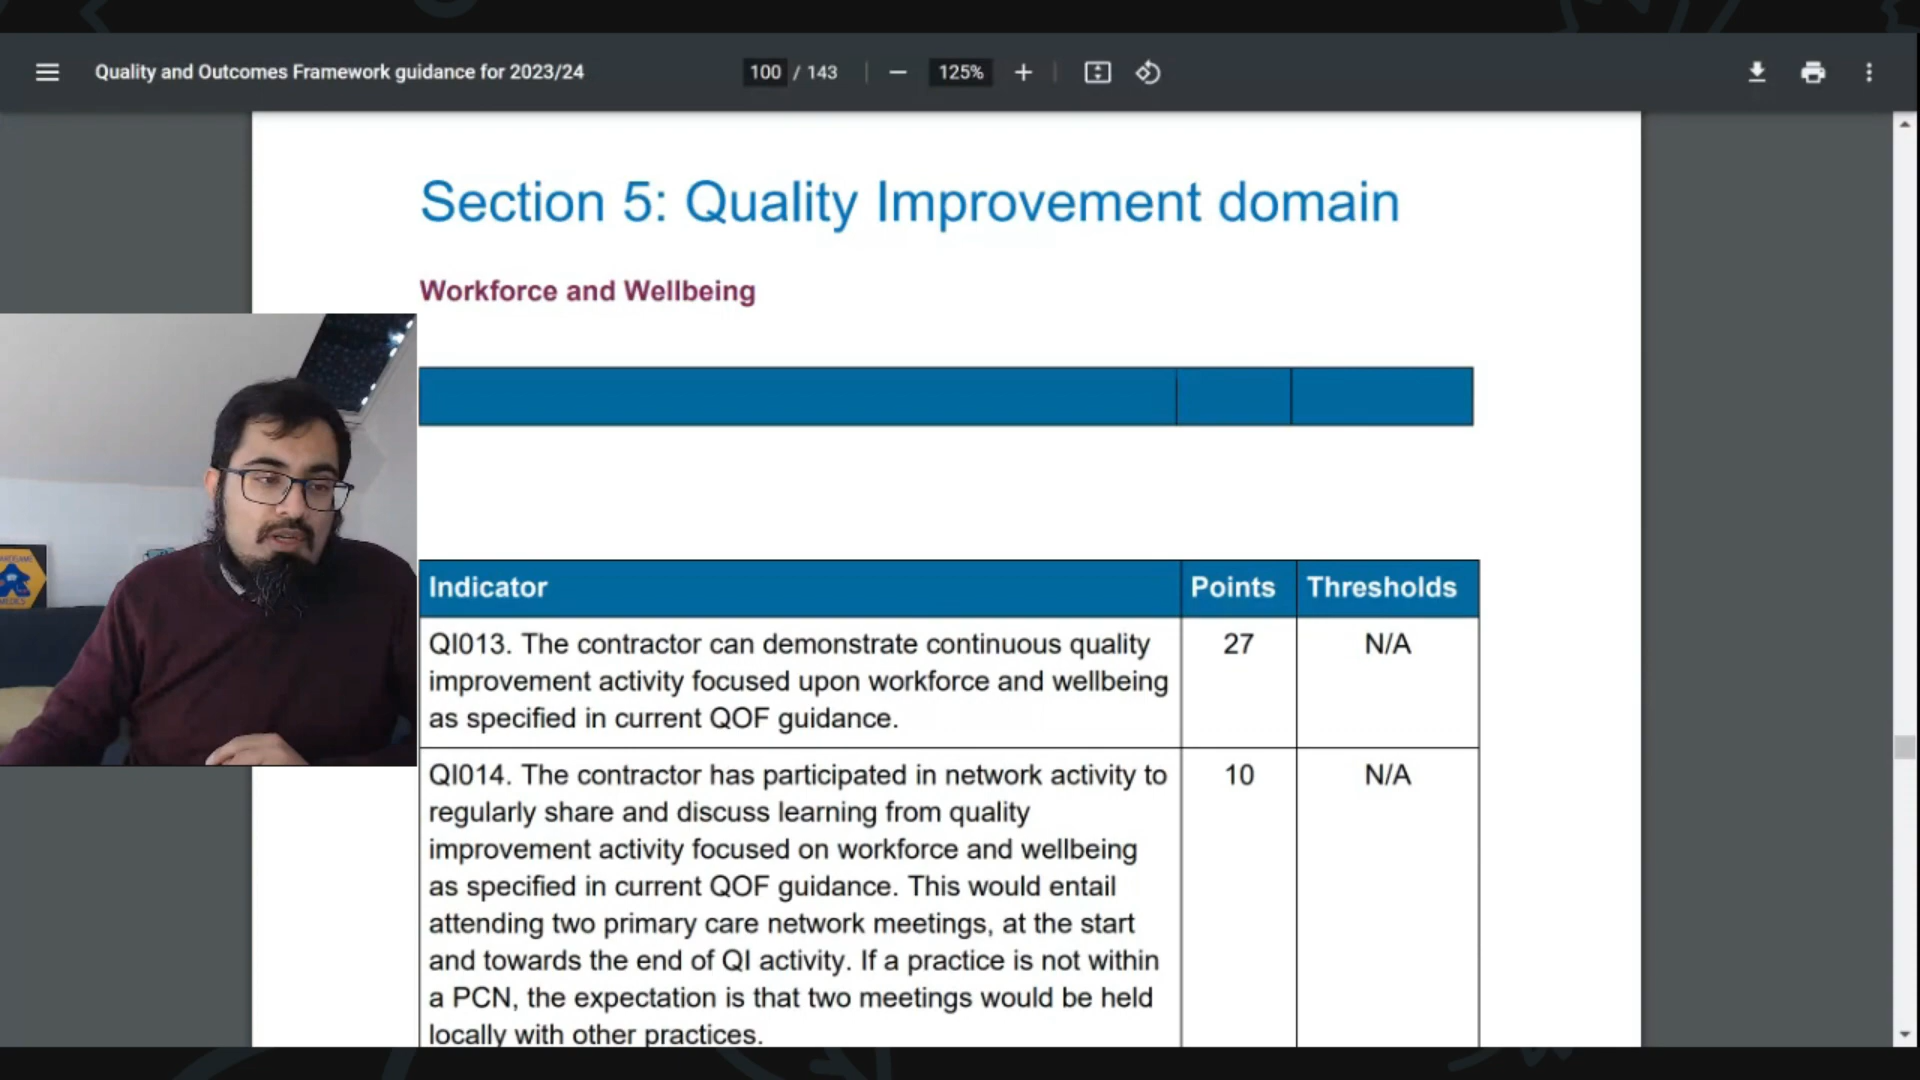 Quality and Outcomes Framework guidance for 2023/24
100 / 143
125%
Section 5: Quality Improvement domain
Workforce and Wellbeing
Indicator Points Thresholds
QI013. The contractor can demonstrate continuous quality 27 N/A
improvement activity focused upon workforce and wellbeing
as specified in current QOF guidance.
QI014. The contractor has participated in network activity to 10 N/A
regularly share and discuss learning from quality
improvement activity focused on workforce and wellbeing
as specified in current QOF guidance. This would entail
attending two primary care network meetings, at the start
and towards the end of QI activity. If a practice is not within
a PCN, the expectation is that two meetings would be held
locally with other practices.